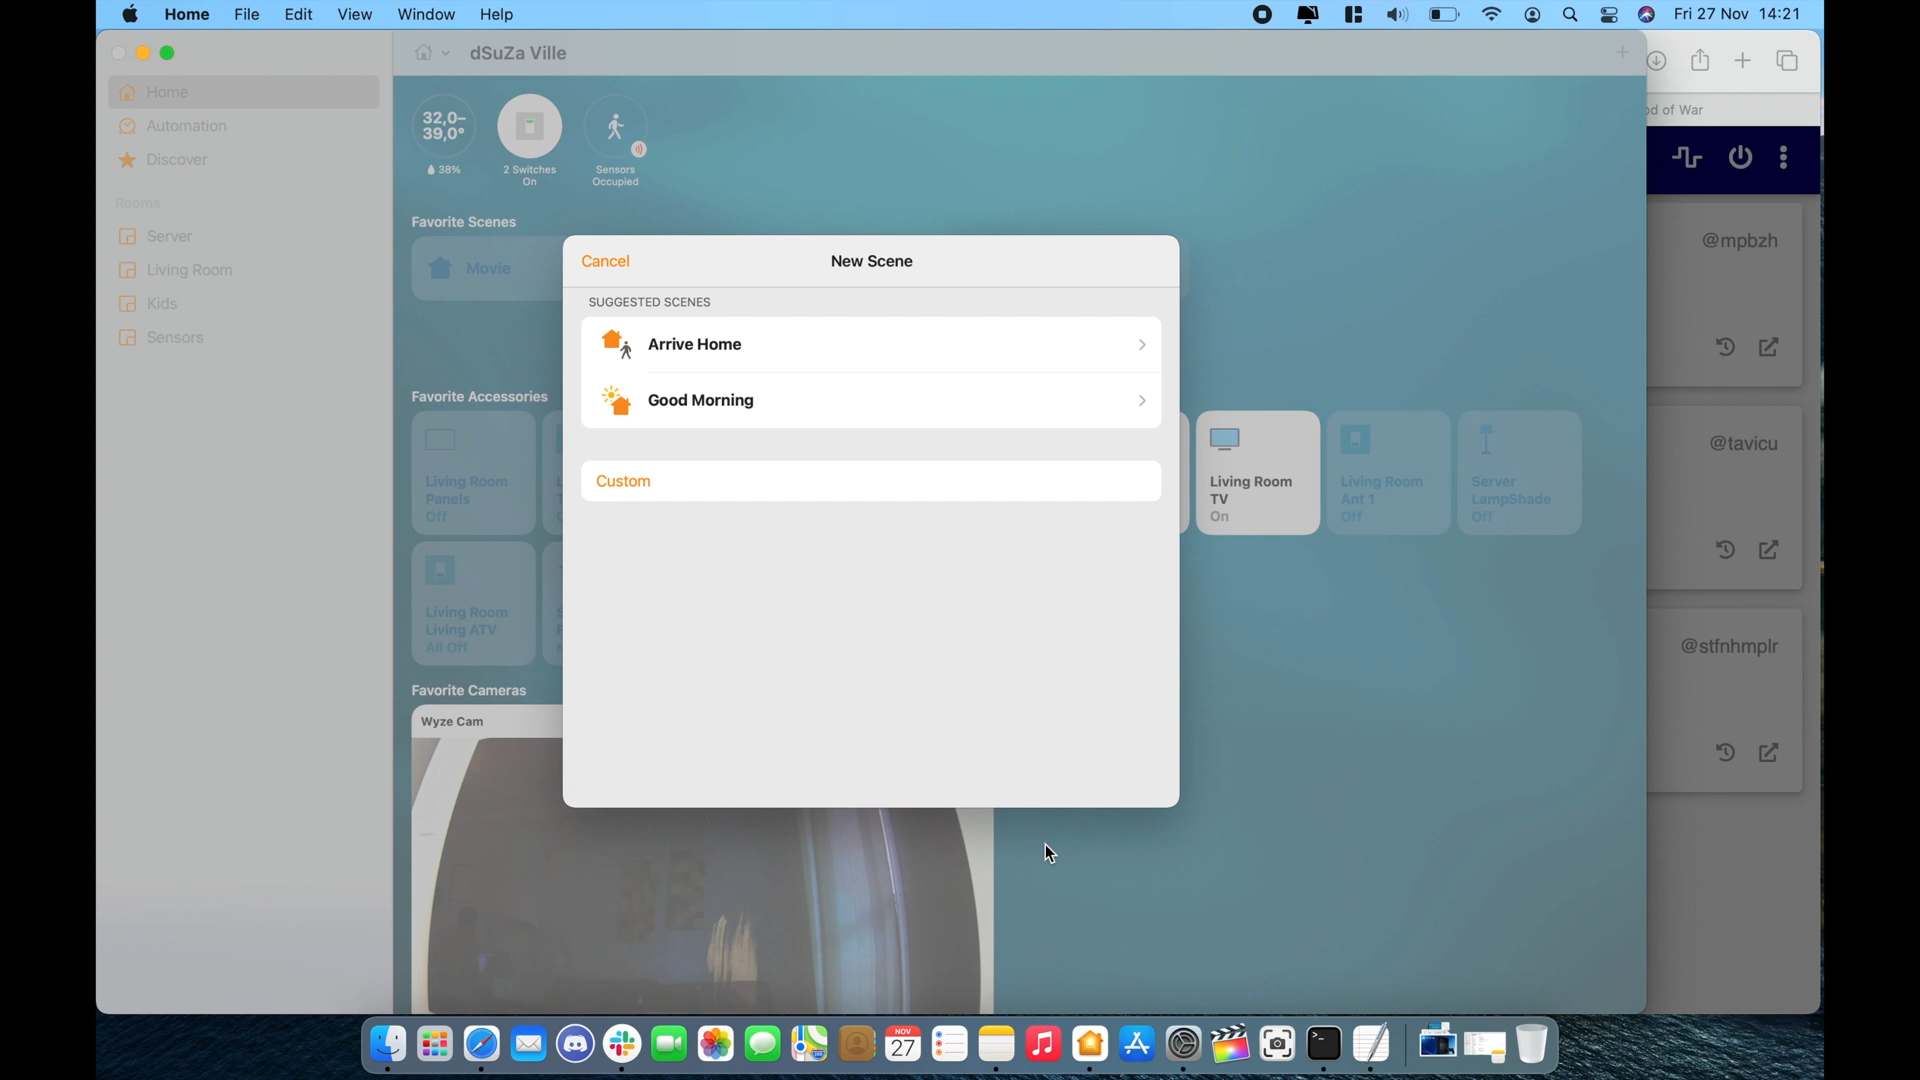 Home File Edit View Window Help Fri 27 Nov 14:21
dSuZa Ville
Home
Automation
Discover
Rooms
Server
Living Room
Kids
Sensors
32,0–
39,0°
38%
2 Switches
On
Sensors
Occupied
Favorite Scenes
Movie
Favorite Accessories
Living Room
Panels
Off
Living Room
TV
On
Living Room
Ant 1
Off
Server
LampShade
Off
Living Room
Living ATV
All Off
Favorite Cameras
Wyze Cam
Cancel
New Scene
SUGGESTED SCENES
Arrive Home
Good Morning
Custom
od of War
@mpbzh
@tavicu
@stfnhmplr
NOV
27